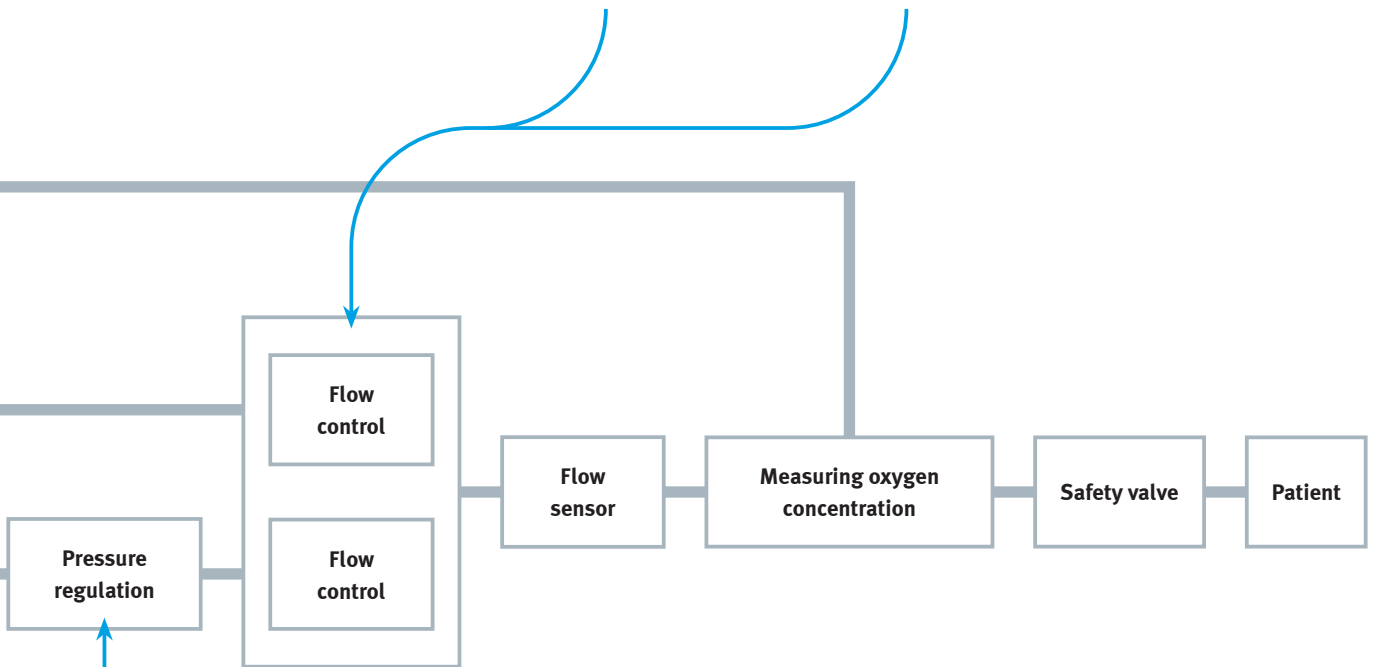 Flow
control
Flow
sensor
Measuring oxygen
concentration
Safety valve
Patient
Pressure
regulation
Flow
control